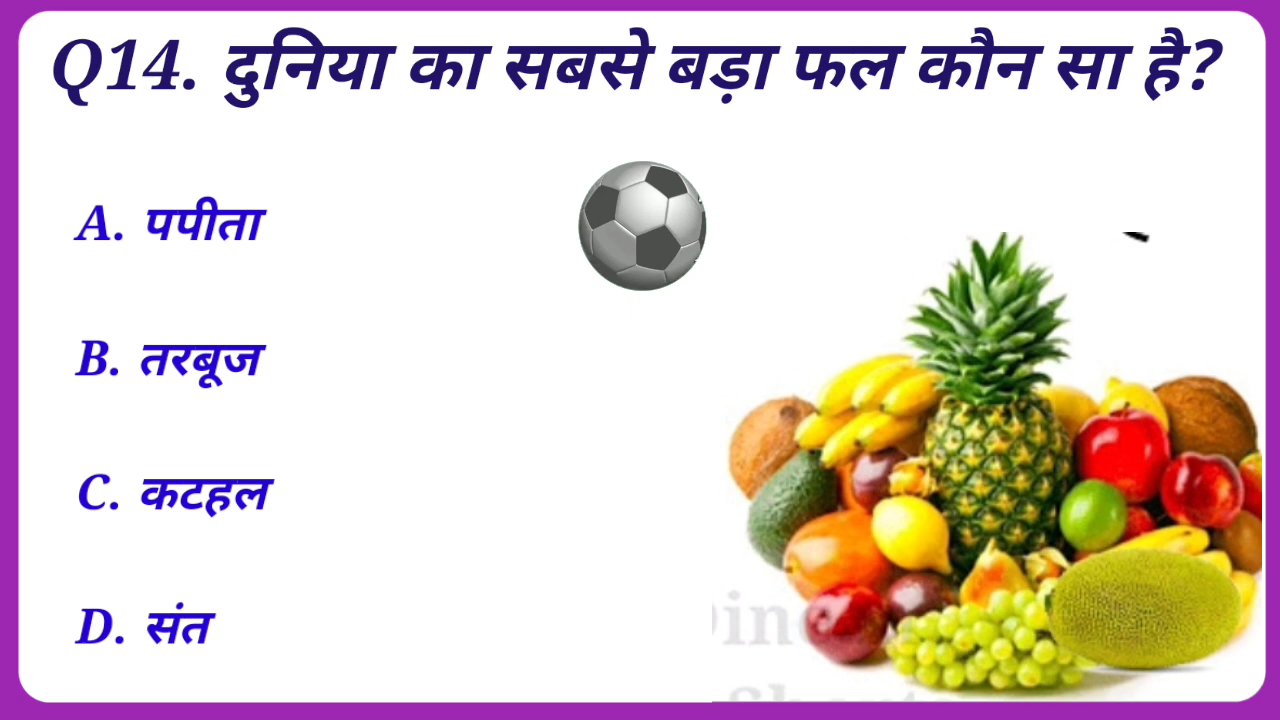 Q14. दुनिया का सबसे बड़ा फल कौन सा है?
A. पपीता
B. तरबूज
C. कटहल
D. संत